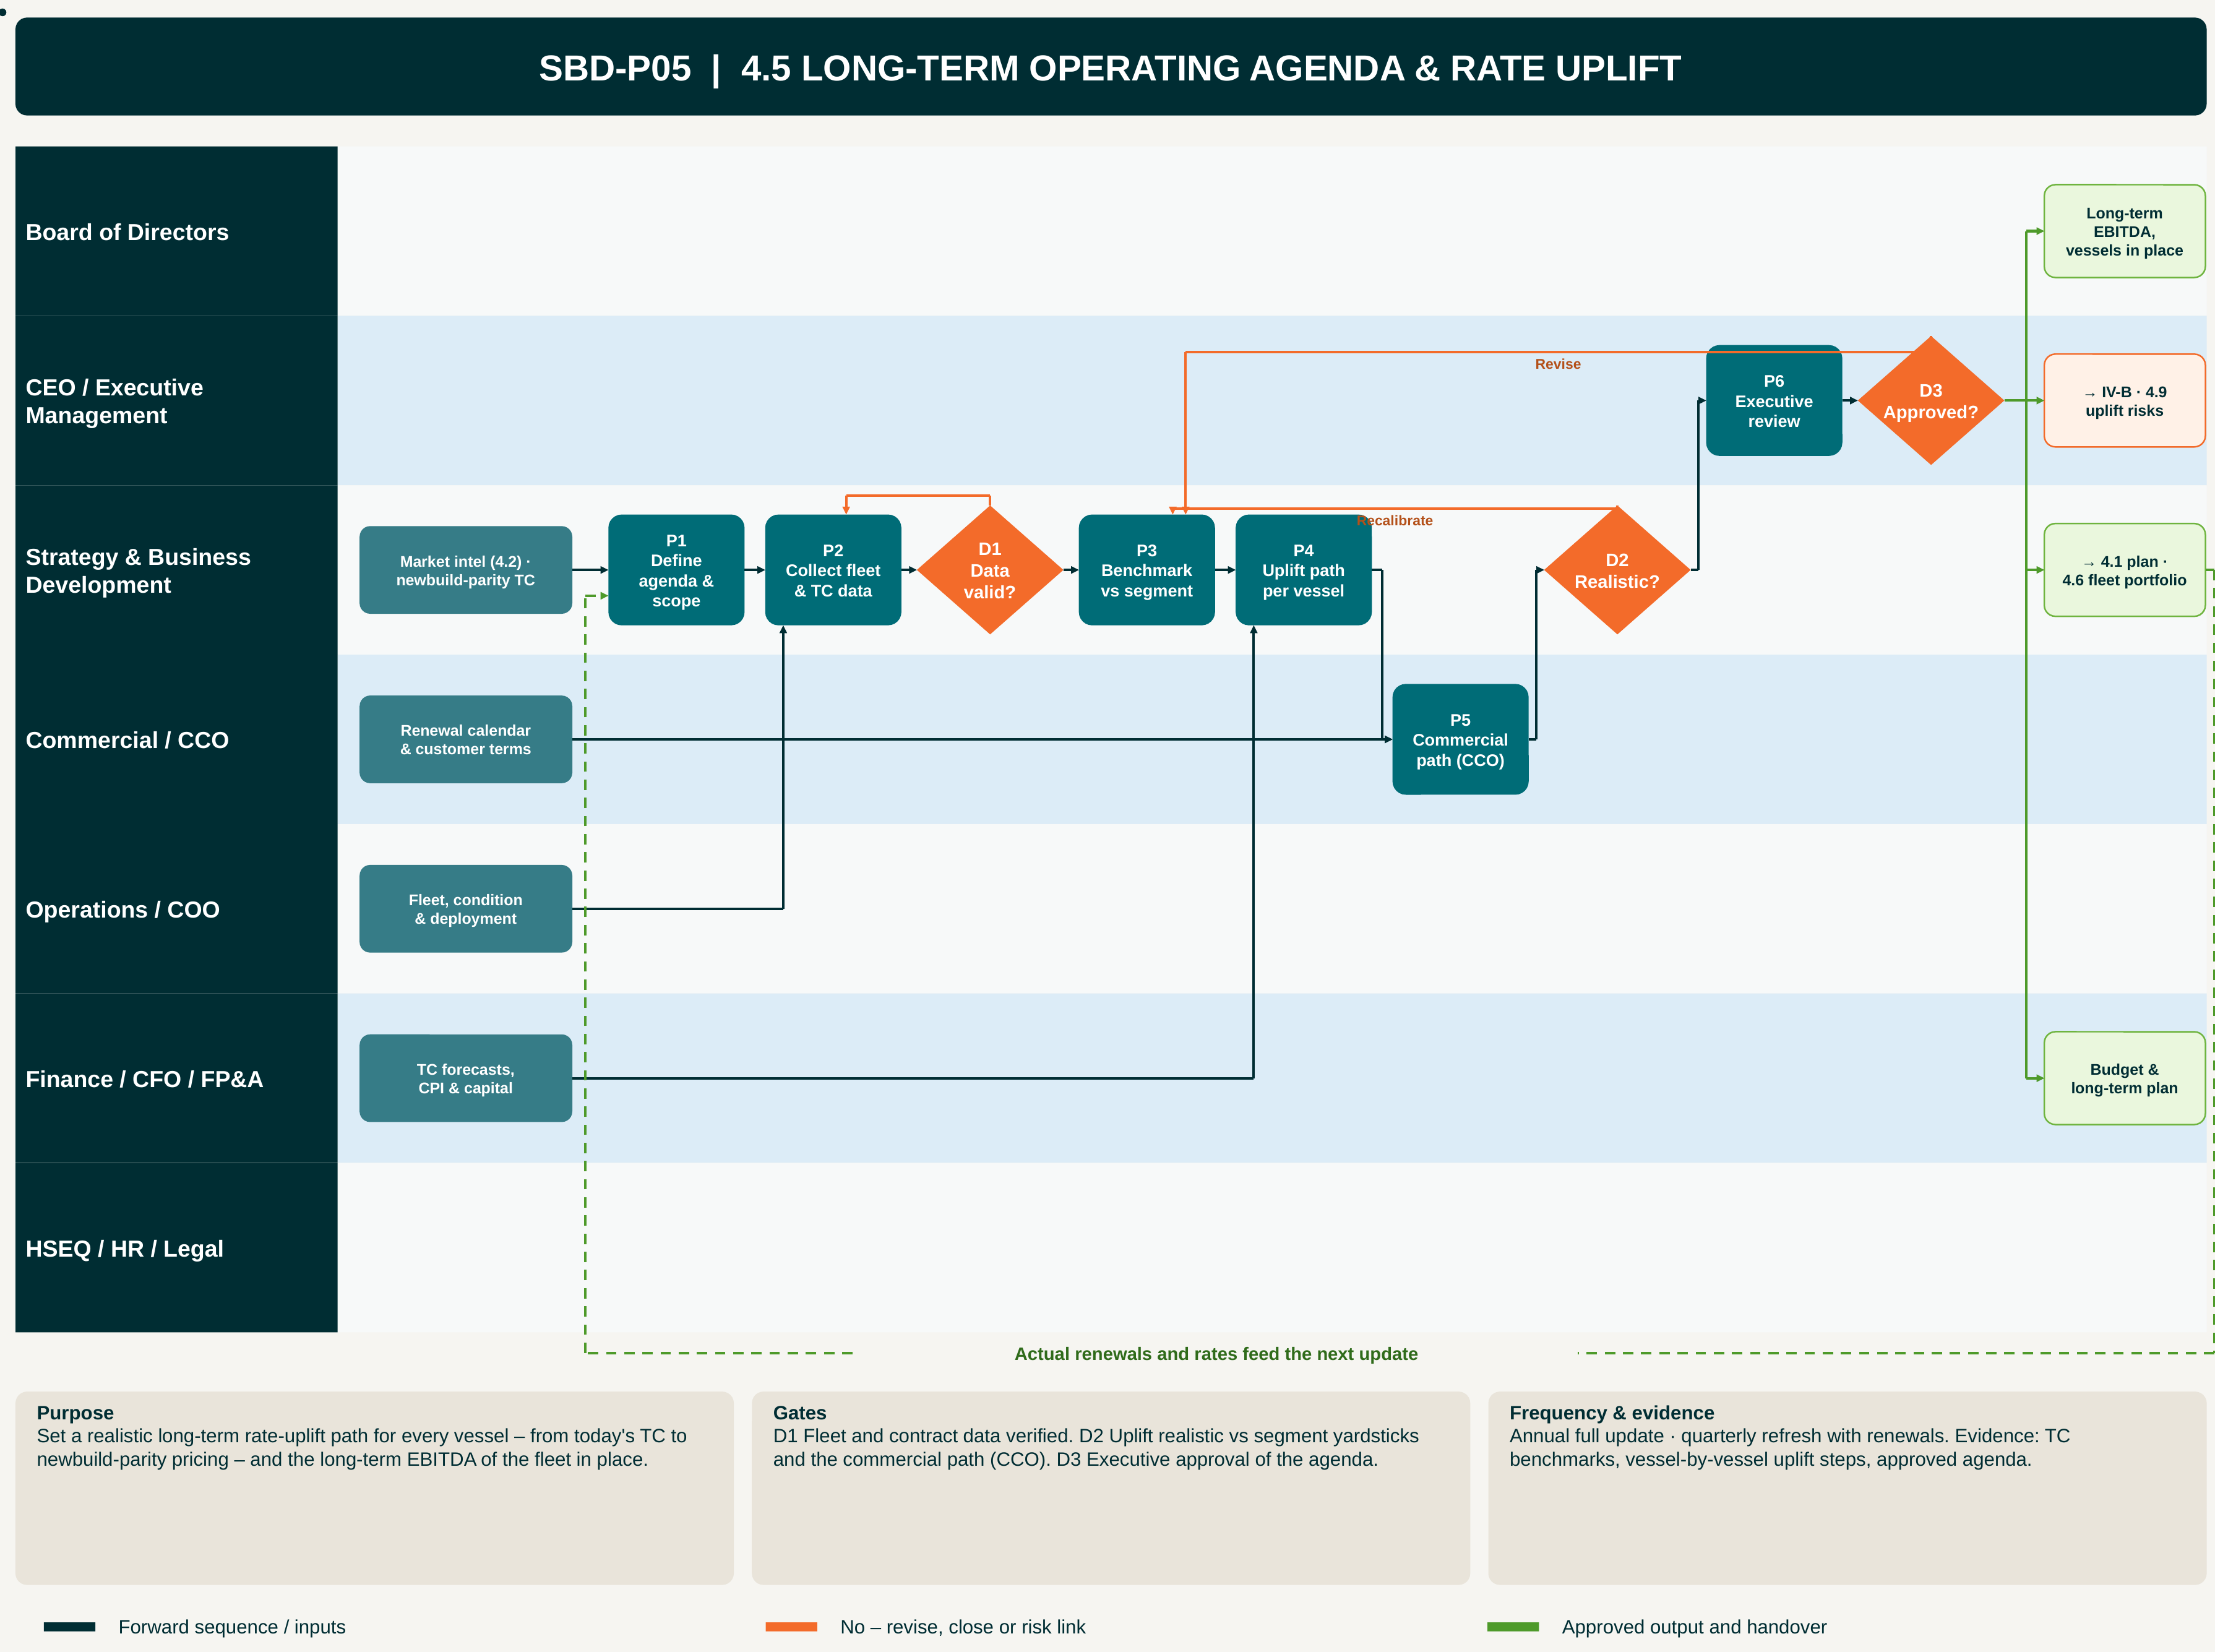 SBD-P05 | 4.5 LONG-TERM OPERATING AGENDA & RATE UPLIFT
Board of Directors
Long-term
EBITDA,
vessels in place
CEO / Executive
Management
Revise
P6
Executive
review
D3
Approved?
→ IV-B · 4.9
uplift risks
Strategy & Business
Development
Market intel (4.2) ·
newbuild-parity TC
P1
Define
agenda &
scope
P2
Collect fleet
& TC data
D1
Data
valid?
P3
Benchmark
vs segment
P4
Uplift path
per vessel
Recalibrate
D2
Realistic?
→ 4.1 plan ·
4.6 fleet portfolio
Commercial / CCO
Renewal calendar
& customer terms
P5
Commercial
path (CCO)
Operations / COO
Fleet, condition
& deployment
Finance / CFO / FP&A
TC forecasts,
CPI & capital
Budget &
long-term plan
HSEQ / HR / Legal
Actual renewals and rates feed the next update
Purpose
Set a realistic long-term rate-uplift path for every vessel – from today's TC to
newbuild-parity pricing – and the long-term EBITDA of the fleet in place.
Gates
D1 Fleet and contract data verified. D2 Uplift realistic vs segment yardsticks
and the commercial path (CCO). D3 Executive approval of the agenda.
Frequency & evidence
Annual full update · quarterly refresh with renewals. Evidence: TC
benchmarks, vessel-by-vessel uplift steps, approved agenda.
Forward sequence / inputs
No – revise, close or risk link
Approved output and handover